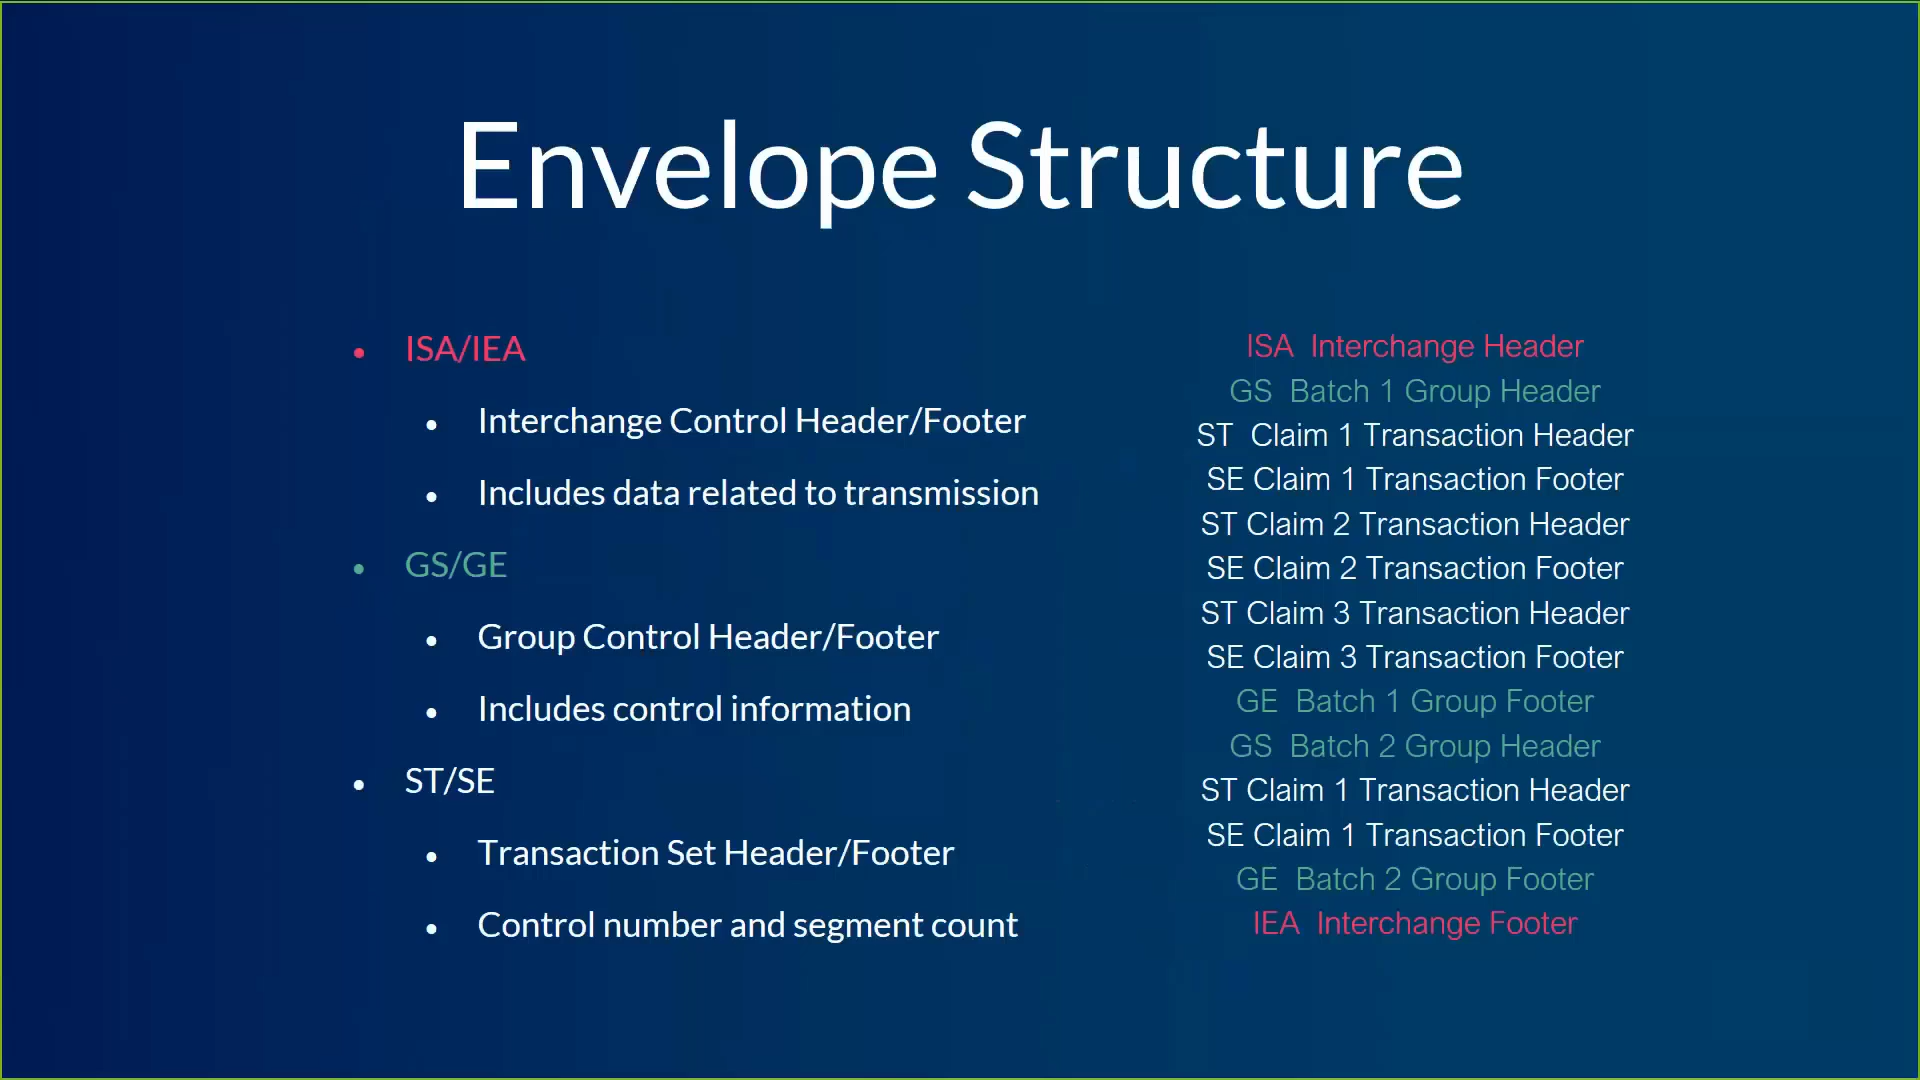 Envelope Structure
• ISA/IEA
• Interchange Control Header/Footer
• Includes data related to transmission
• GS/GE
• Group Control Header/Footer
• Includes control information
• ST/SE
• Transaction Set Header/Footer
• Control number and segment count
ISA Interchange Header
GS Batch 1 Group Header
ST Claim 1 Transaction Header
SE Claim 1 Transaction Footer
ST Claim 2 Transaction Header
SE Claim 2 Transaction Footer
ST Claim 3 Transaction Header
SE Claim 3 Transaction Footer
GE Batch 1 Group Footer
GS Batch 2 Group Header
ST Claim 1 Transaction Header
SE Claim 1 Transaction Footer
GE Batch 2 Group Footer
IEA Interchange Footer